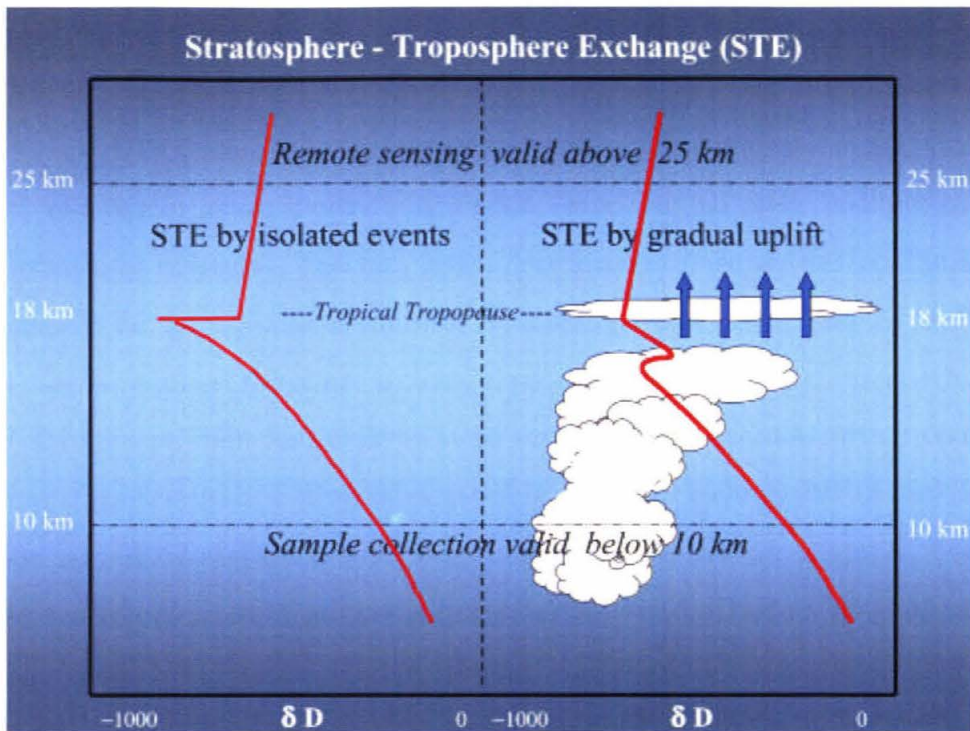 Stratosphere - Troposphere Exchange (STE)
Remote sensing valid above 25 km
25 km
25 km
STE by isolated events
STE by gradual uplift
18 km
----Tropical Tropopause----
18 km
10 km
10 km
Sample collection valid below 10 km
−1000 δ D 0 −1000 δ D 0